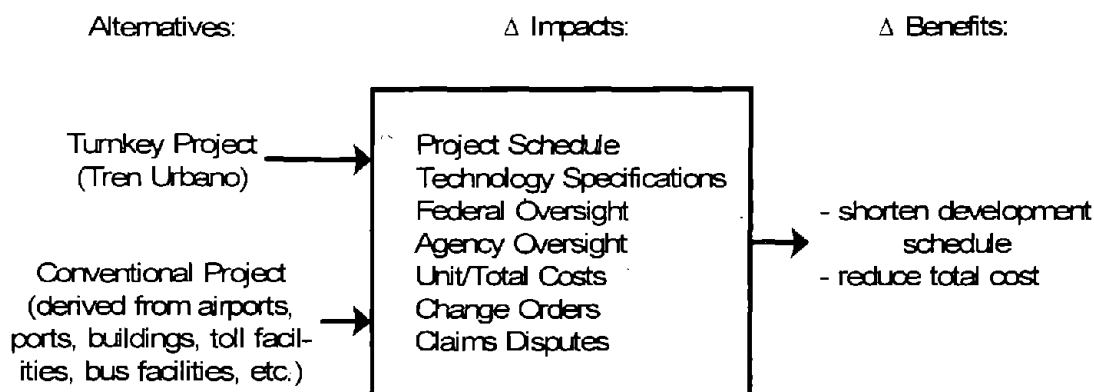 Alternatives:
Δ Impacts:
Δ Benefits:
Turnkey Project
(Tren Urbano)
Conventional Project
(derived from airports,
ports, buildings, toll facil-
ities, bus facilities, etc.)
Project Schedule
Technology Specifications
Federal Oversight
Agency Oversight
Unit/Total Costs
Change Orders
Claims Disputes
- shorten development
schedule
- reduce total cost